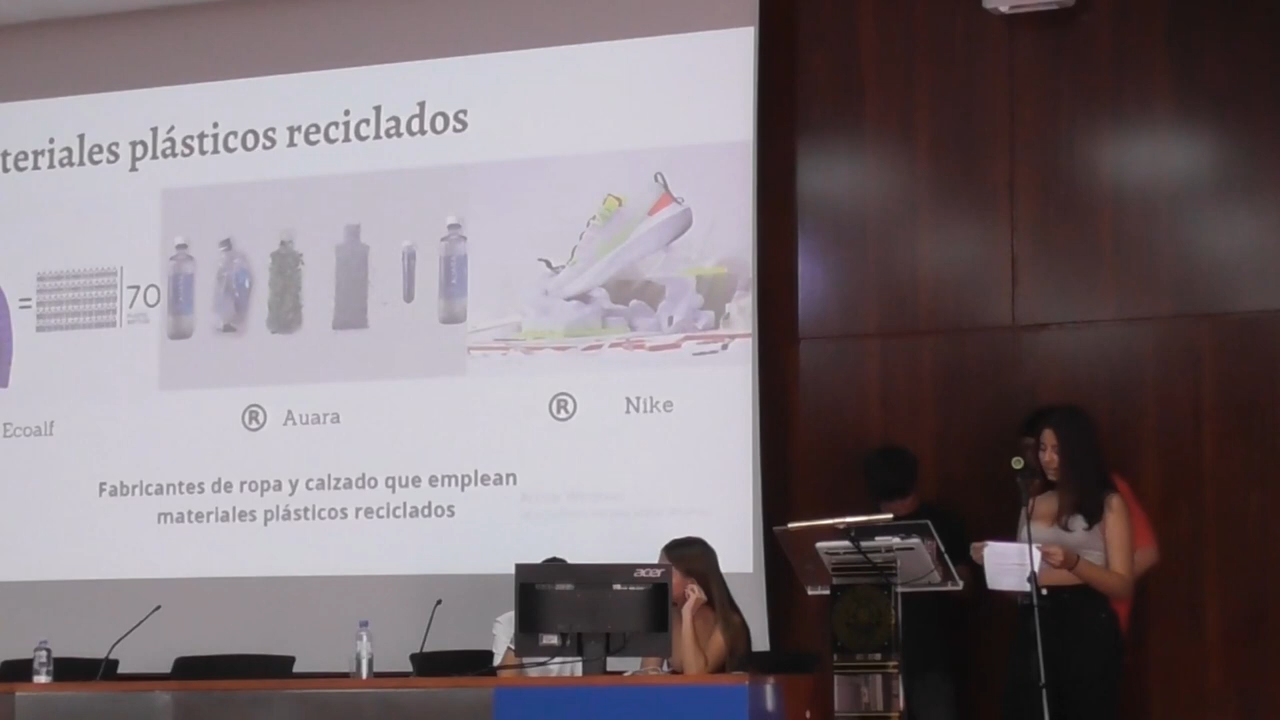 teriales plásticos reciclados
= 70
® Auara
® Nike
Ecoalf
Fabricantes de ropa y calzado que emplean
materiales plásticos reciclados
acer